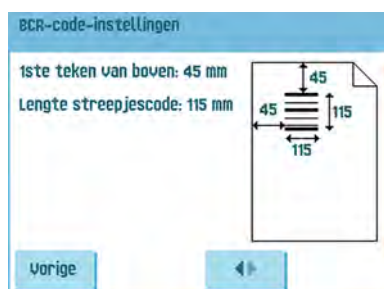 BCR-code-instellingen
1ste teken van boven: 45 mm
Lengte streepjescode: 115 mm
45
45
115
115
Vorige